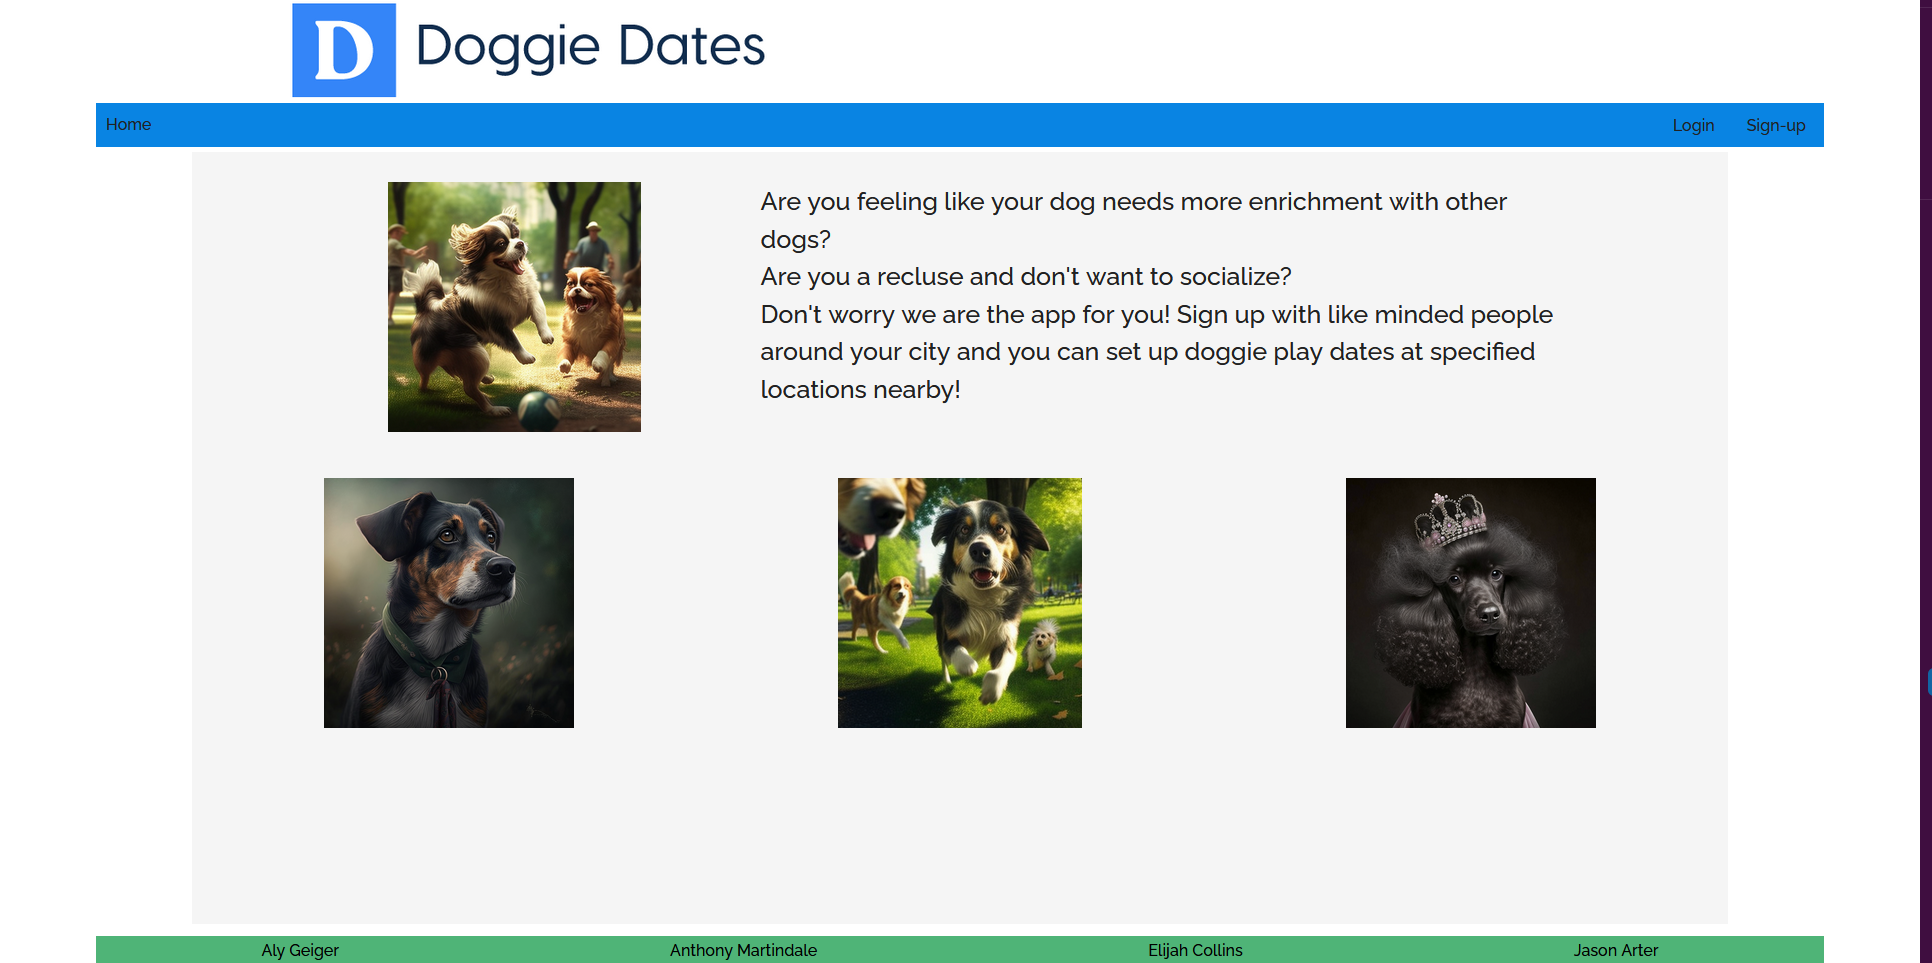 D Doggie Dates
Home Login Sign-up
Are you feeling like your dog needs more enrichment with other
dogs?
Are you a recluse and don't want to socialize?
Don't worry we are the app for you! Sign up with like minded people
around your city and you can set up doggie play dates at specified
locations nearby!
Aly Geiger Anthony Martindale Elijah Collins Jason Arter